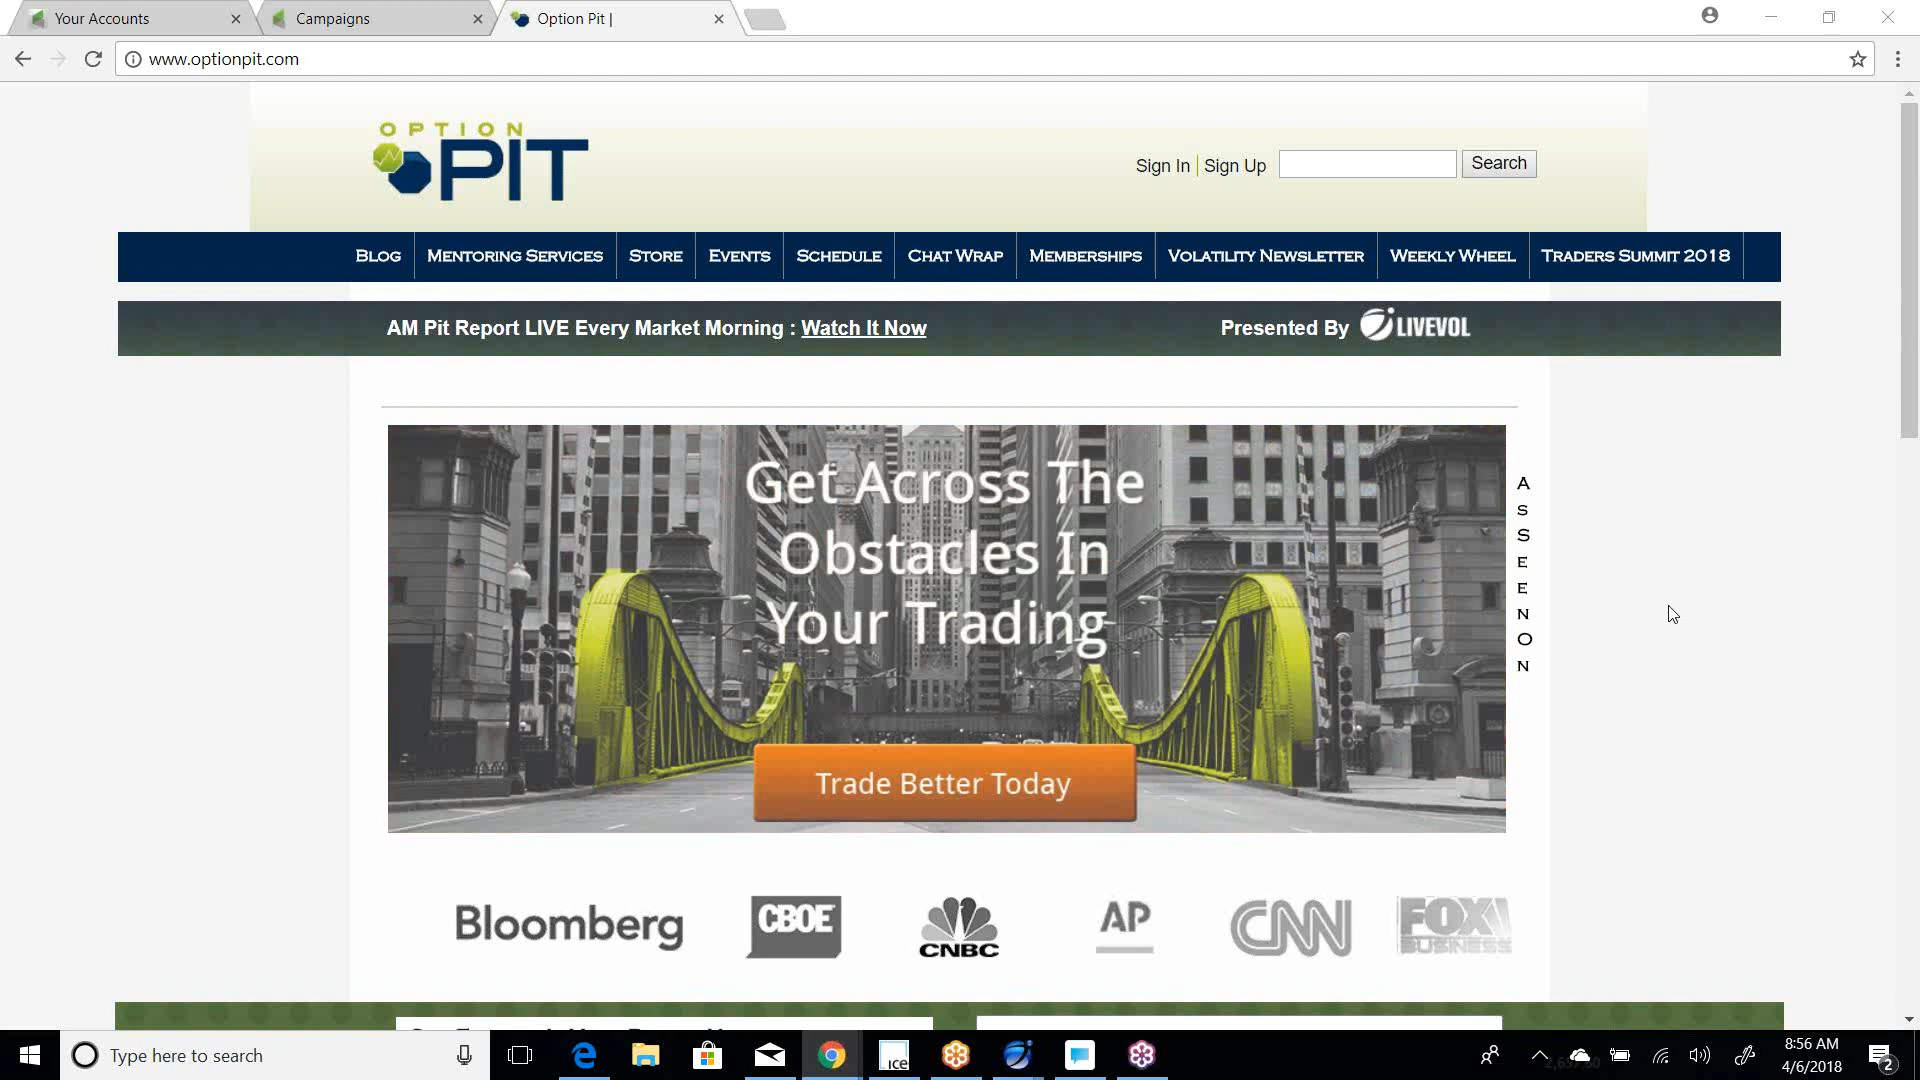 Your Accounts
Campaigns
Option Pit |
www.optionpit.com
OPTION
PIT
Sign In | Sign Up
Search
Blog
Mentoring Services
Store
Events
Schedule
Chat Wrap
Memberships
Volatility Newsletter
Weekly Wheel
Traders Summit 2018
AM Pit Report LIVE Every Market Morning : Watch It Now
Presented By LIVEVOL
Get Across The
Obstacles In
Your Trading
Trade Better Today
A
S
S
E
E
N
O
N
Bloomberg
CBOE
CNBC
AP
CNN
FOX
BUSINESS
Type here to search
ICE
8:56 AM
4/6/2018
2